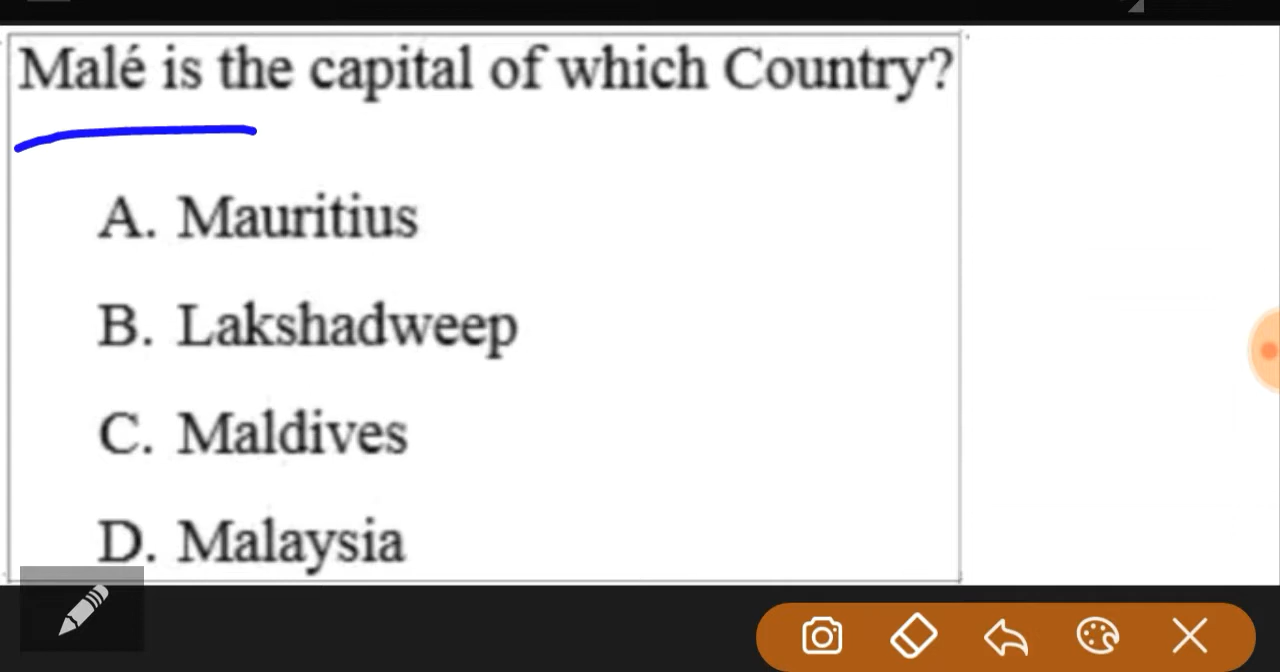 Malé is the capital of which Country?
A. Mauritius
B. Lakshadweep
C. Maldives
D. Malaysia